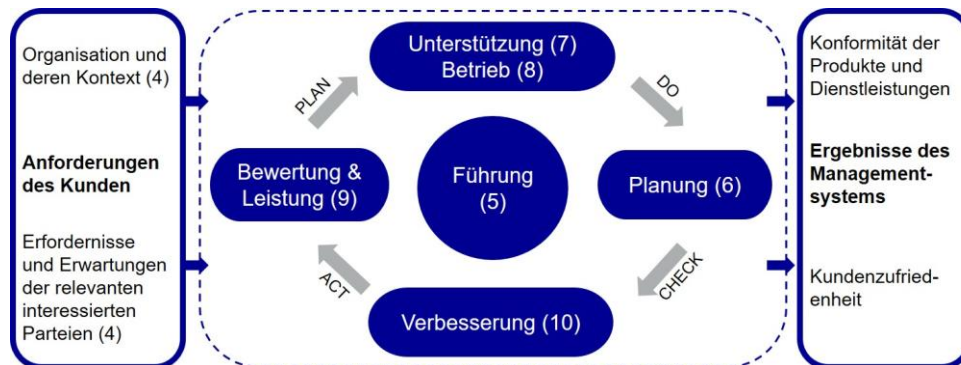 Organisation und
deren Kontext (4)
Anforderungen
des Kunden
Erfordernisse
und Erwartungen
der relevanten
interessierten
Parteien (4)
Unterstützung (7)
Betrieb (8)
PLAN
DO
Bewertung &
Leistung (9)
Führung
(5)
Planung (6)
ACT
CHECK
Verbesserung (10)
Konformität der
Produkte und
Dienstleistungen
Ergebnisse des
Management-
systems
Kundenzufried-
enheit